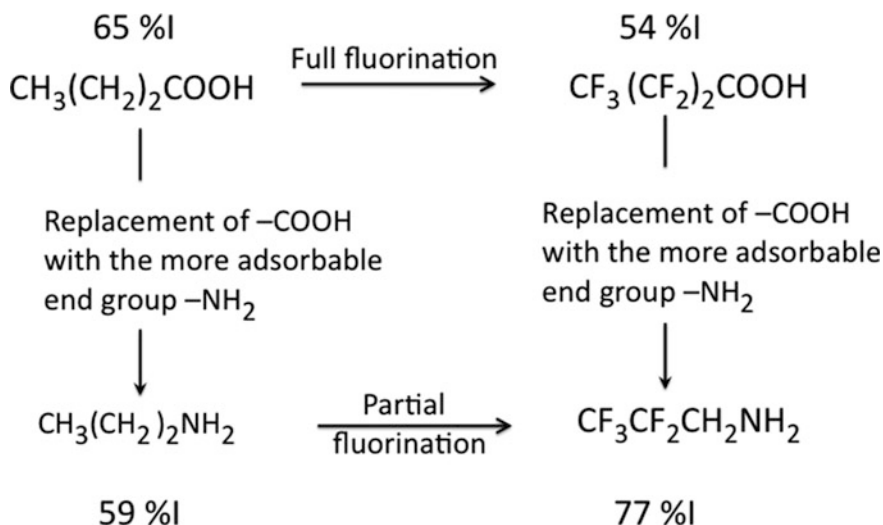 65 %I
54 %I
Full fluorination
CH₃(CH₂)₂COOH
CF₃(CF₂)₂COOH
Replacement of –COOH
with the more adsorbable
end group –NH₂
Replacement of –COOH
with the more adsorbable
end group –NH₂
CH₃(CH₂)₂NH₂
Partial
fluorination
CF₃CF₂CH₂NH₂
59 %I
77 %I